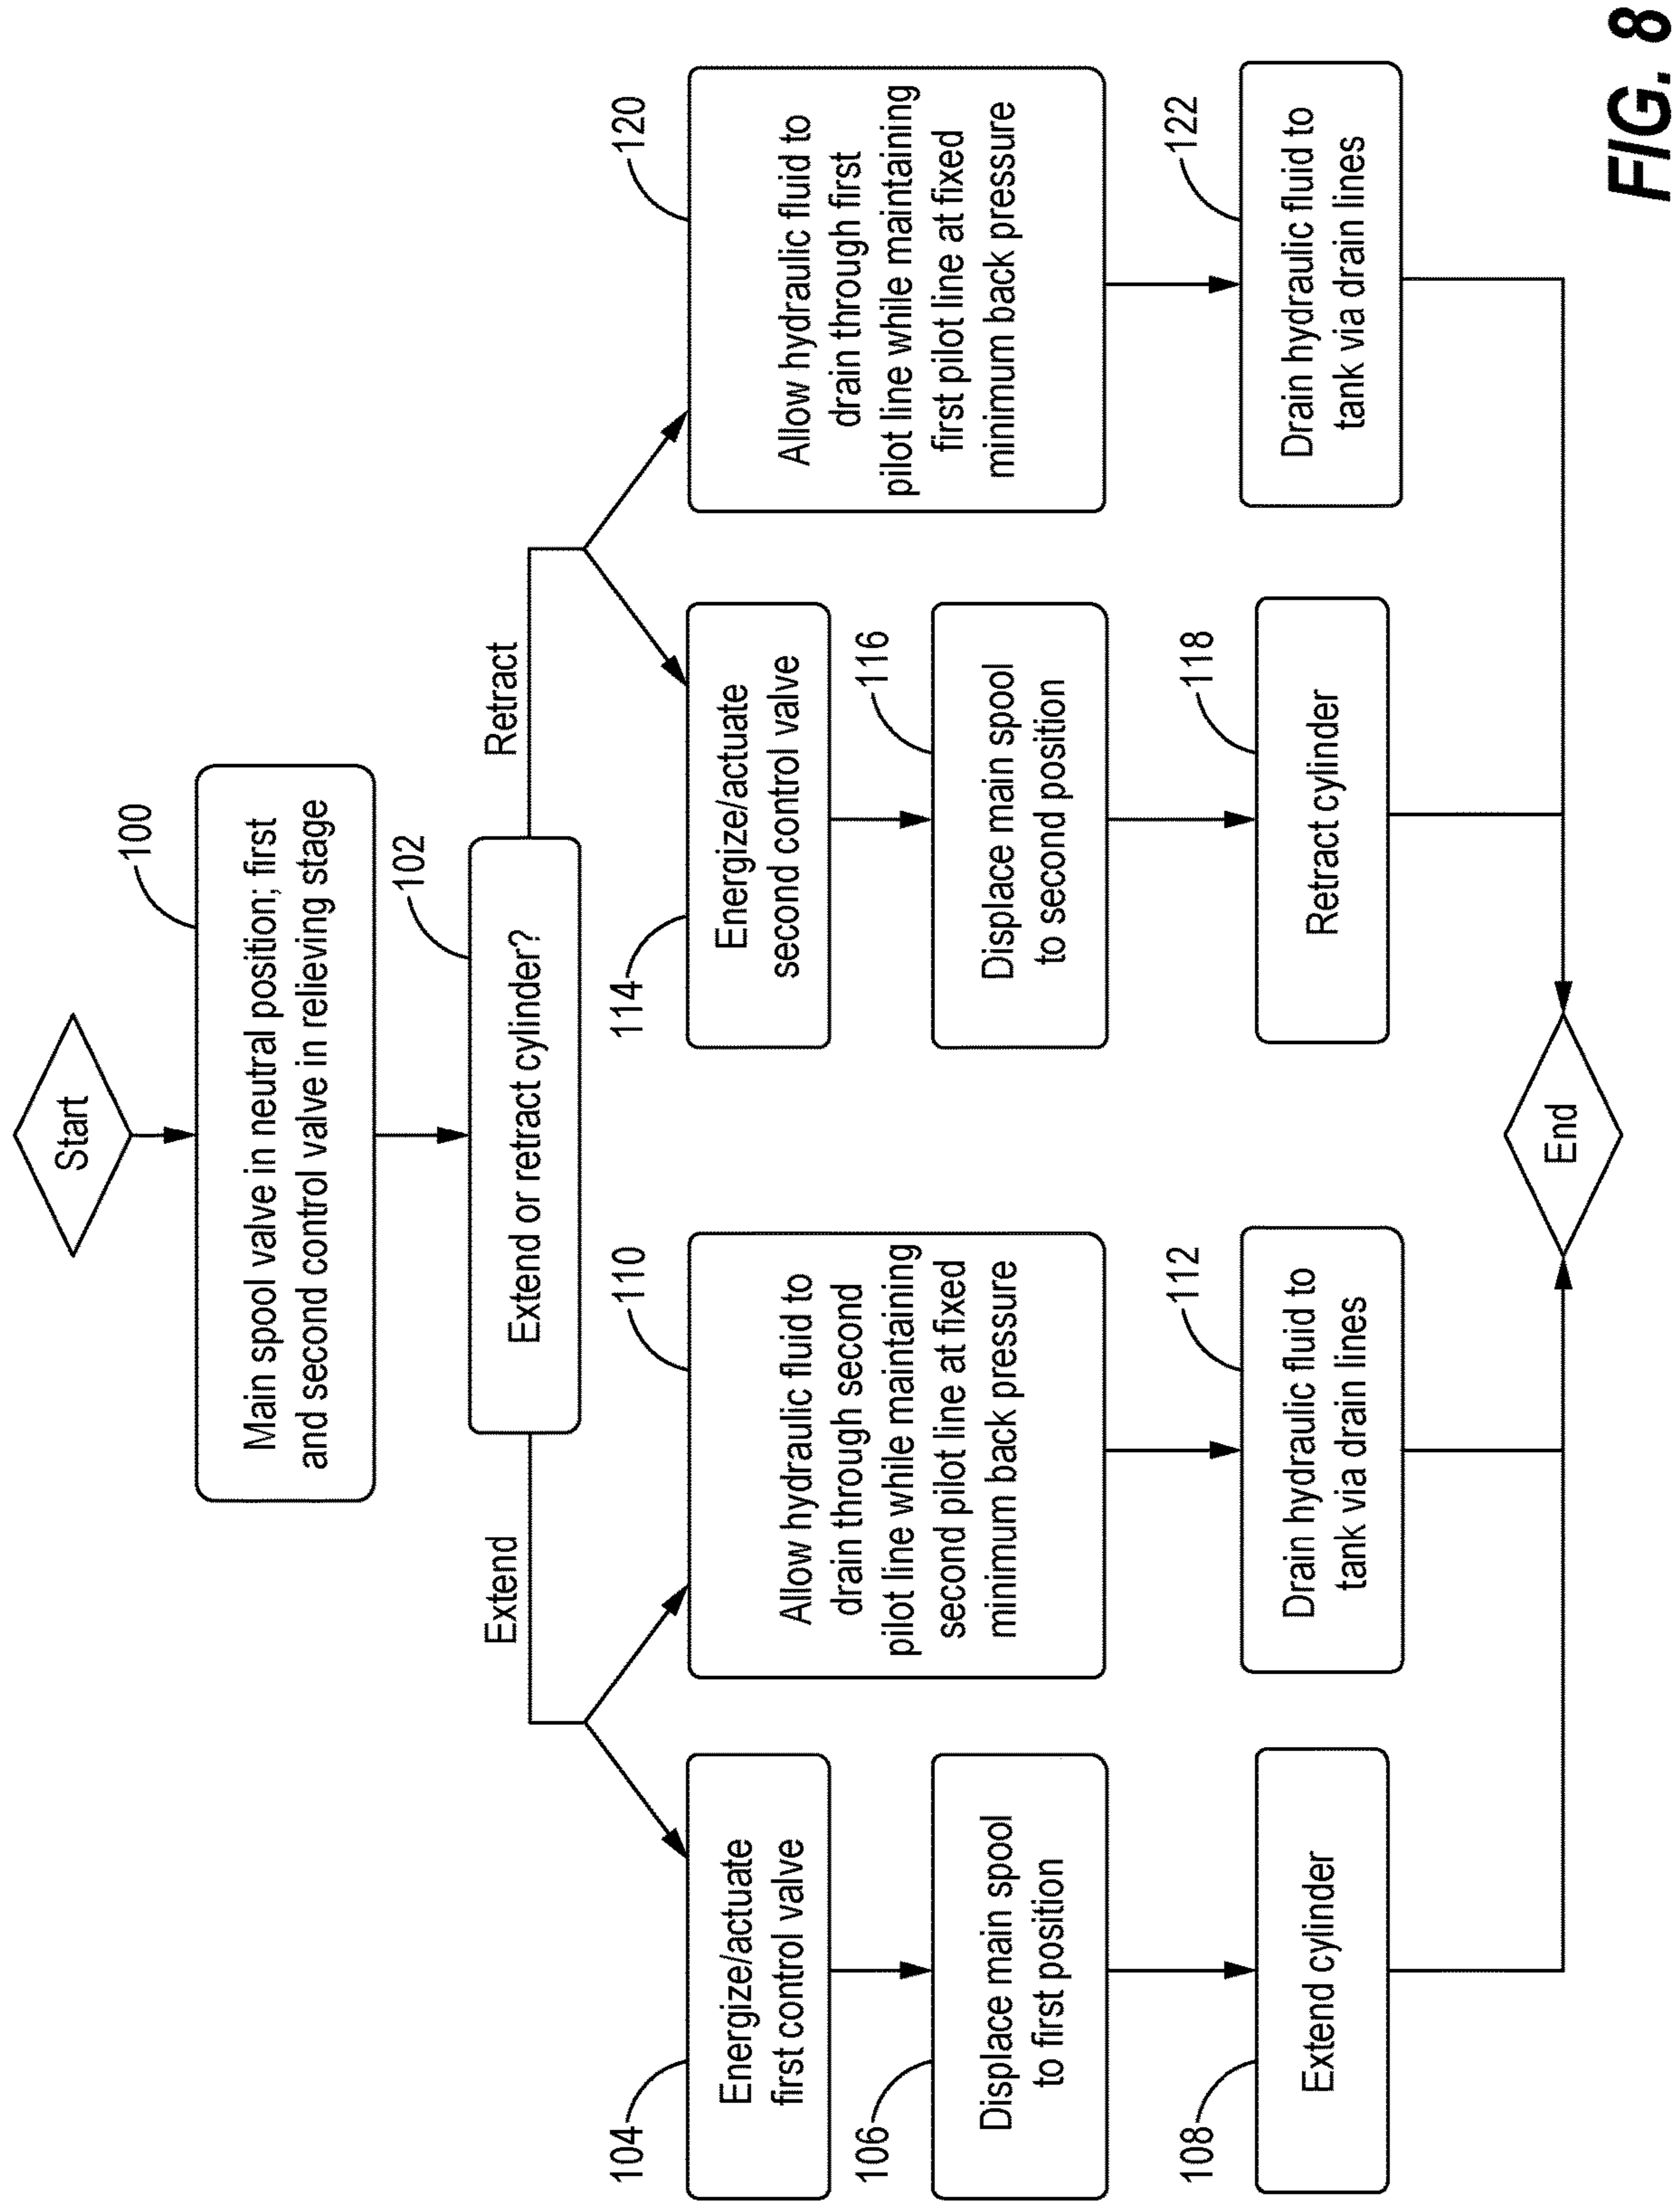 Start
100
Main spool valve in neutral position; first
and second control valve in relieving stage
102
Extend or retract cylinder?
Extend
Retract
104
Energize/actuate
first control valve
110
Allow hydraulic fluid to
drain through second
pilot line while maintaining
second pilot line at fixed
minimum back pressure
114
Energize/actuate
second control valve
120
Allow hydraulic fluid to
drain through first
pilot line while maintaining
first pilot line at fixed
minimum back pressure
106
Displace main spool
to first position
116
Displace main spool
to second position
108
Extend cylinder
112
Drain hydraulic fluid to
tank via drain lines
118
Retract cylinder
122
Drain hydraulic fluid to
tank via drain lines
End
FIG. 8